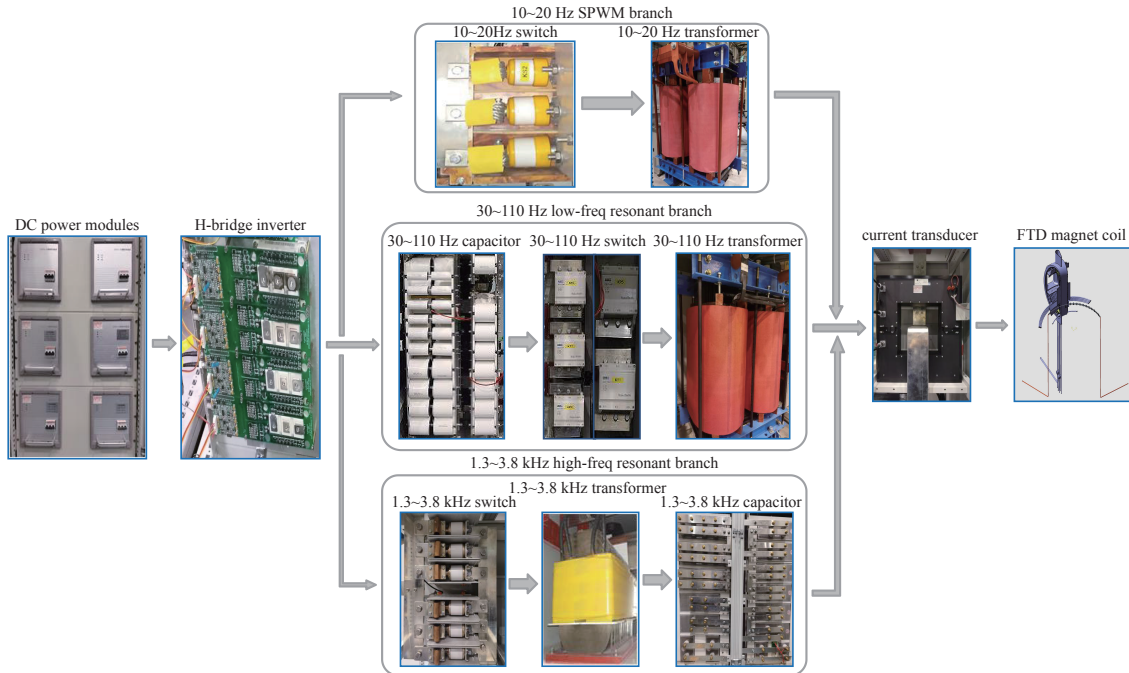 10~20 Hz SPWM branch
10~20Hz switch
10~20 Hz transformer
KS2
DC power modules
H-bridge inverter
30~110 Hz low-freq resonant branch
30~110 Hz capacitor
30~110 Hz switch
30~110 Hz transformer
current transducer
FTD magnet coil
1.3~3.8 kHz high-freq resonant branch
1.3~3.8 kHz transformer
1.3~3.8 kHz switch
1.3~3.8 kHz capacitor